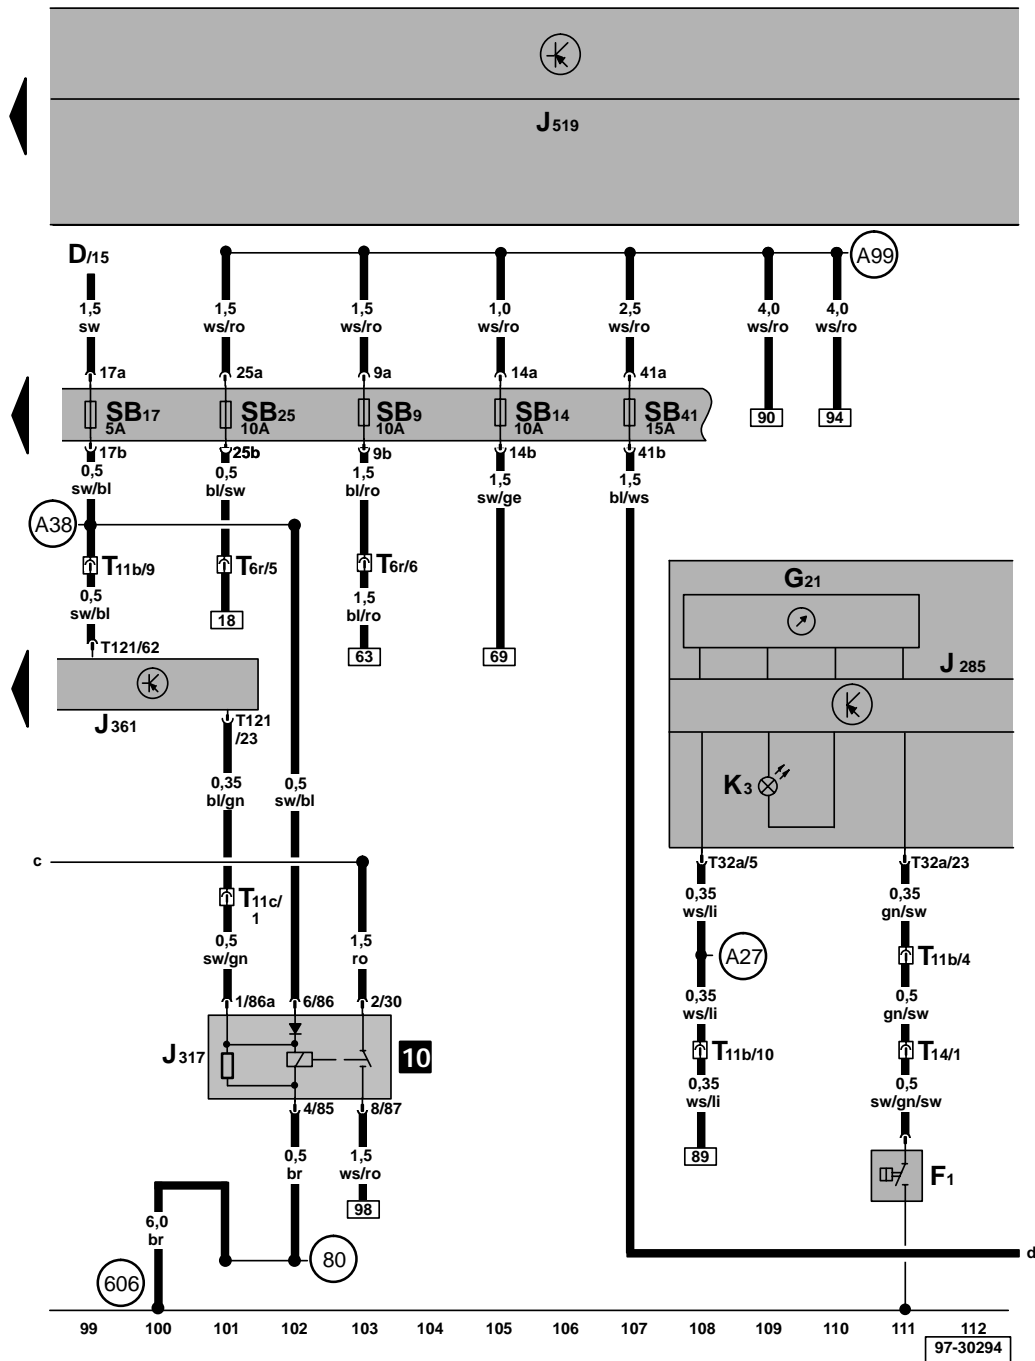 J519
D/15
A99
1,5 1,5 1,5 1,0 2,5 4,0 4,0
sw ws/ro ws/ro ws/ro ws/ro ws/ro ws/ro
17a 25a 9a 14a 41a
SB17 SB25 SB9 SB14 SB41
5A 10A 10A 10A 15A
90 94
17b 25b 9b 14b 41b
0,5 0,5 1,5 1,5 1,5
sw/bl bl/sw bl/ro sw/ge bl/ws
A38
T11b/9 T6r/5 T6r/6
0,5 1,5
sw/bl bl/ro
18
T121/62 63 69
G21
J285
J361 T121
/23
0,35 0,5
bl/gn sw/bl
K3
c
T32a/5 T32a/23
T11c/
1
0,35 0,35
ws/li gn/sw
0,5 1,5
sw/gn ro
A27 T11b/4
1/86a 6/86 2/30
0,35 0,5
ws/li gn/sw
J317 10
T11b/10 T14/1
0,35 0,5
ws/li sw/gn/sw
4/85 8/87
0,5 1,5
br ws/ro
89
F1
98
6,0
br
80
d
606
99 100 101 102 103 104 105 106 107 108 109 110 111 112
97-30294